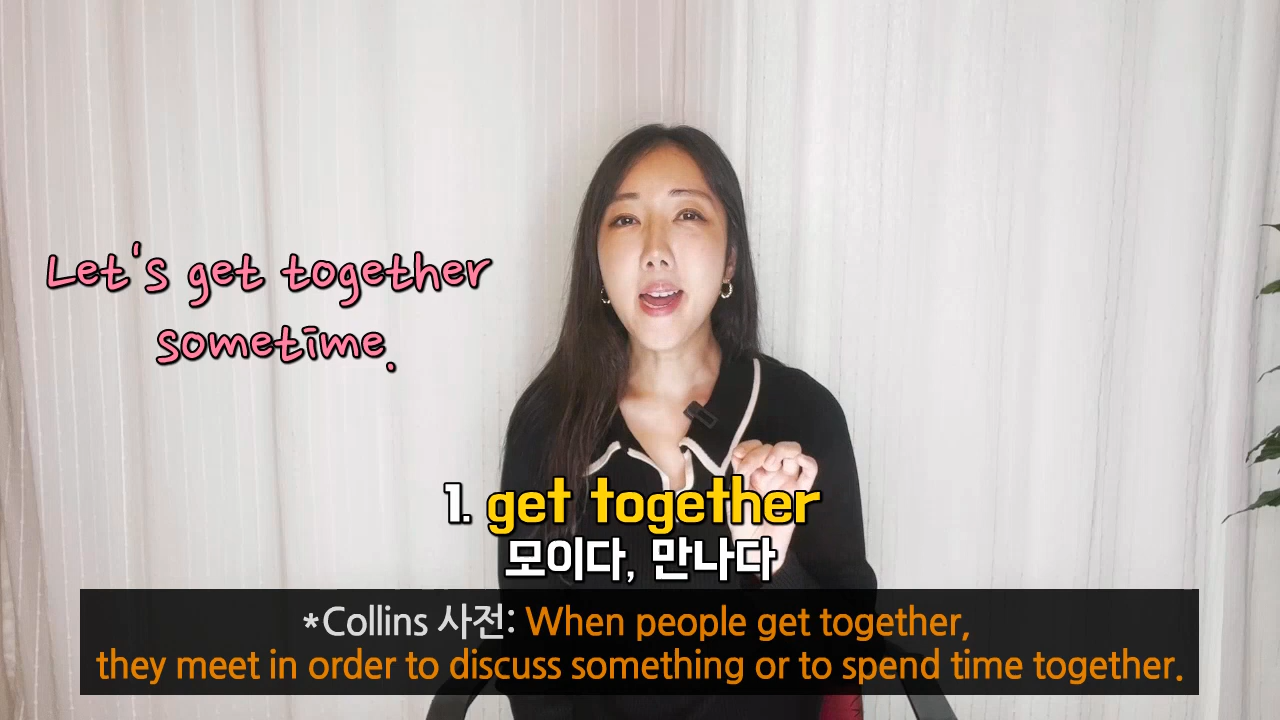 Let's get together
sometime.
1. get together
모이다, 만나다
*Collins 사전: When people get together,
they meet in order to discuss something or to spend time together.